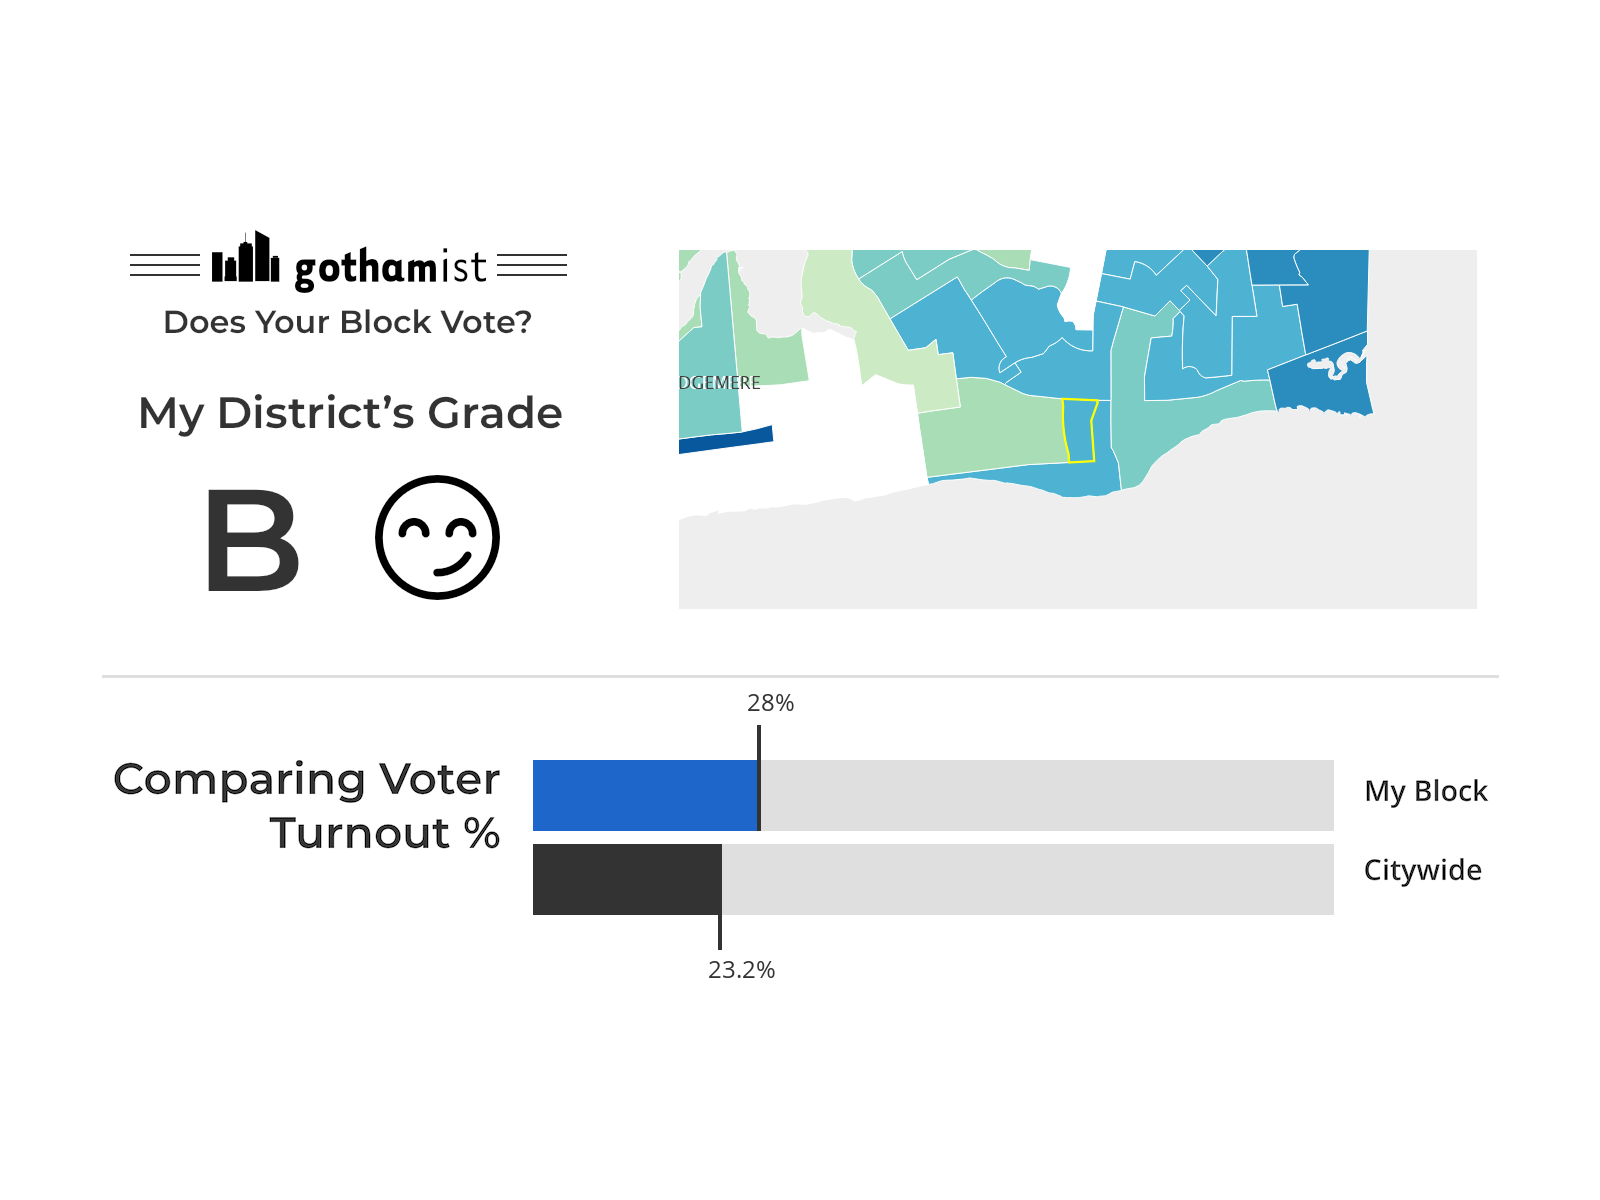 gothamist
Does Your Block Vote?
My District’s Grade
B
DGEMERE
28%
Comparing Voter
Turnout %
My Block
Citywide
23.2%